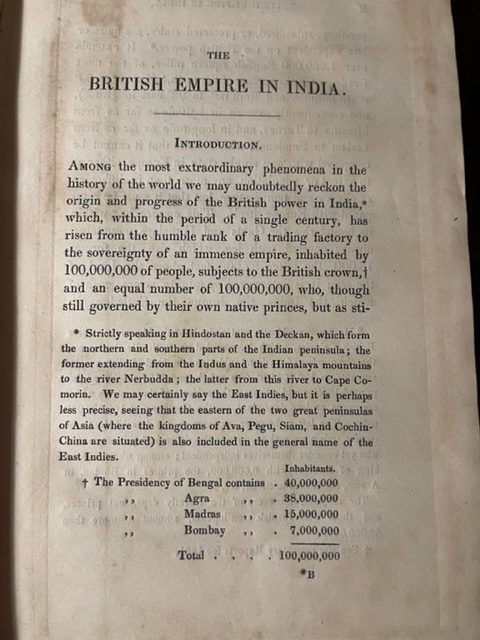 THE
BRITISH EMPIRE IN INDIA.
INTRODUCTION.
AMONG the most extraordinary phenomena in the
history of the world we may undoubtedly reckon the
origin and progress of the British power in India,*
which, within the period of a single century, has
risen from the humble rank of a trading factory to
the sovereignty of an immense empire, inhabited by
100,000,000 of people, subjects to the British crown,†
and an equal number of 100,000,000, who, though
still governed by their own native princes, but as sti-
* Strictly speaking in Hindostan and the Deckan, which form
the northern and southern parts of the Indian peninsula; the
former extending from the Indus and the Himalaya mountains
to the river Nerbudda; the latter from this river to Cape Co-
morin. We may certainly say the East Indies, but it is perhaps
less precise, seeing that the eastern of the two great peninsulas
of Asia (where the kingdoms of Ava, Pegu, Siam, and Cochin-
China are situated) is also included in the general name of the
East Indies.
Inhabitants.
† The Presidency of Bengal contains . 40,000,000
,, Agra ,, . 38,000,000
,, Madras ,, . 15,000,000
,, Bombay ,, . 7,000,000
Total . . . . 100,000,000
*B